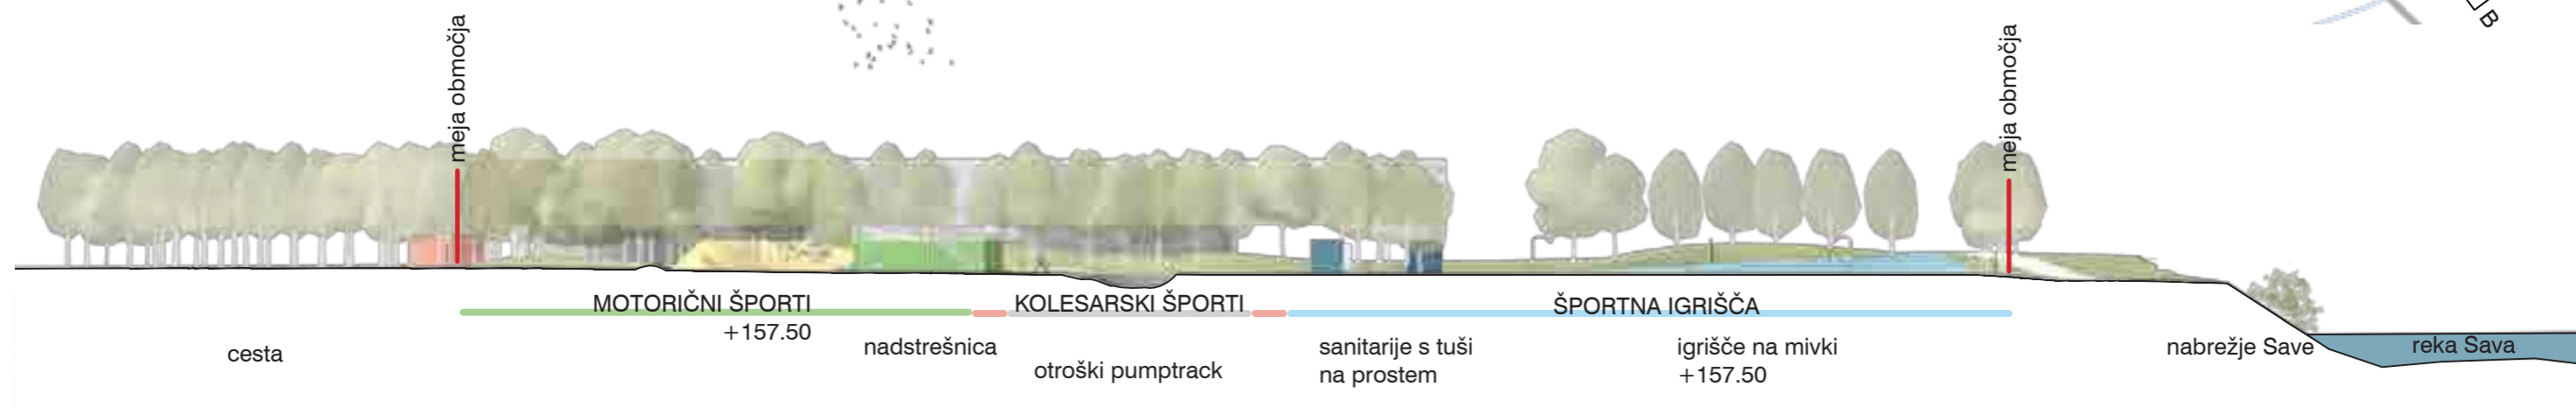 B
meja območja
meja območja
MOTORIČNI ŠPORTI
+157.50
KOLESARSKI ŠPORTI
ŠPORTNA IGRIŠČA
cesta
nadstrešnica
otroški pumptrack
sanitarije s tuši
na prostem
igrišče na mivki
+157.50
nabrežje Save
reka Sava